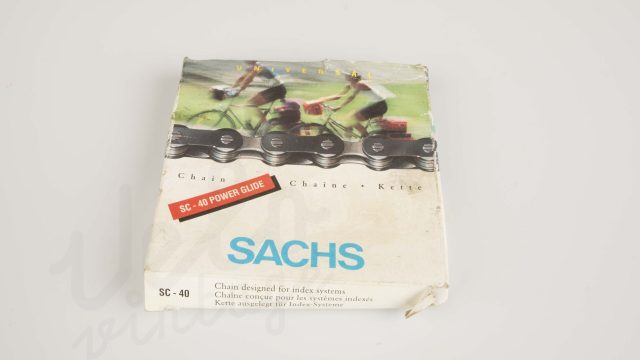 UNIVERSAL
Chain • Chaîne • Kette
SC - 40 POWER GLIDE
SACHS
SC - 40
Chain designed for index systems
Chaîne conçue pour les systèmes indexés
Kette ausgelegt für Index-Systeme
vintage